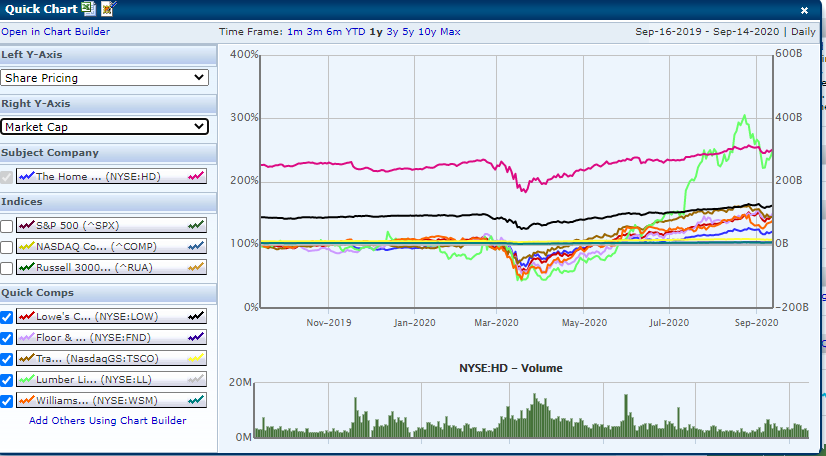 Quick Chart
×
Open in Chart Builder
Time Frame: 1m 3m 6m YTD 1y 3y 5y 10y Max
Sep-16-2019 - Sep-14-2020 | Daily
Left Y-Axis
Share Pricing
Right Y-Axis
Market Cap
Subject Company
The Home ... (NYSE:HD)
Indices
S&P 500 (^SPX)
NASDAQ Co... (^COMP)
Russell 3000... (^RUA)
Quick Comps
Lowe's C... (NYSE:LOW)
Floor & ... (NYSE:FND)
Tra... (NasdaqGS:TSCO)
Lumber Li... (NYSE:LL)
Williams... (NYSE:WSM)
Add Others Using Chart Builder
400%
300%
200%
100%
0%
600B
400B
200B
0B
-200B
Nov-2019
Jan-2020
Mar-2020
May-2020
Jul-2020
Sep-2020
NYSE:HD - Volume
20M
0M